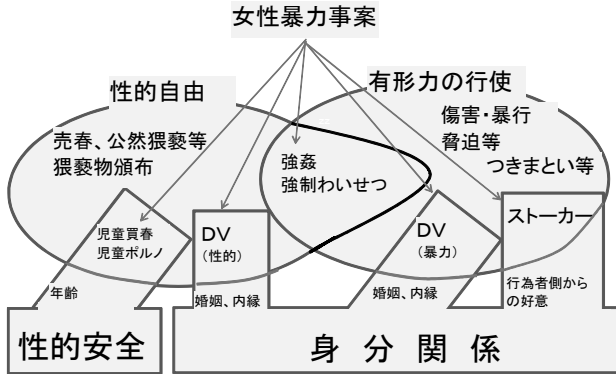 女性暴力事案
性的自由
有形力の行使
売春、公然猥褻等
猥褻物頒布
傷害・暴行
脅迫等
つきまとい等
強姦
強制わいせつ
児童買春
児童ポルノ
DV
（性的）
DV
（暴力）
ストーカー
年齢
婚姻、内縁
婚姻、内縁
行為者側から
の好意
性的安全
身分関係